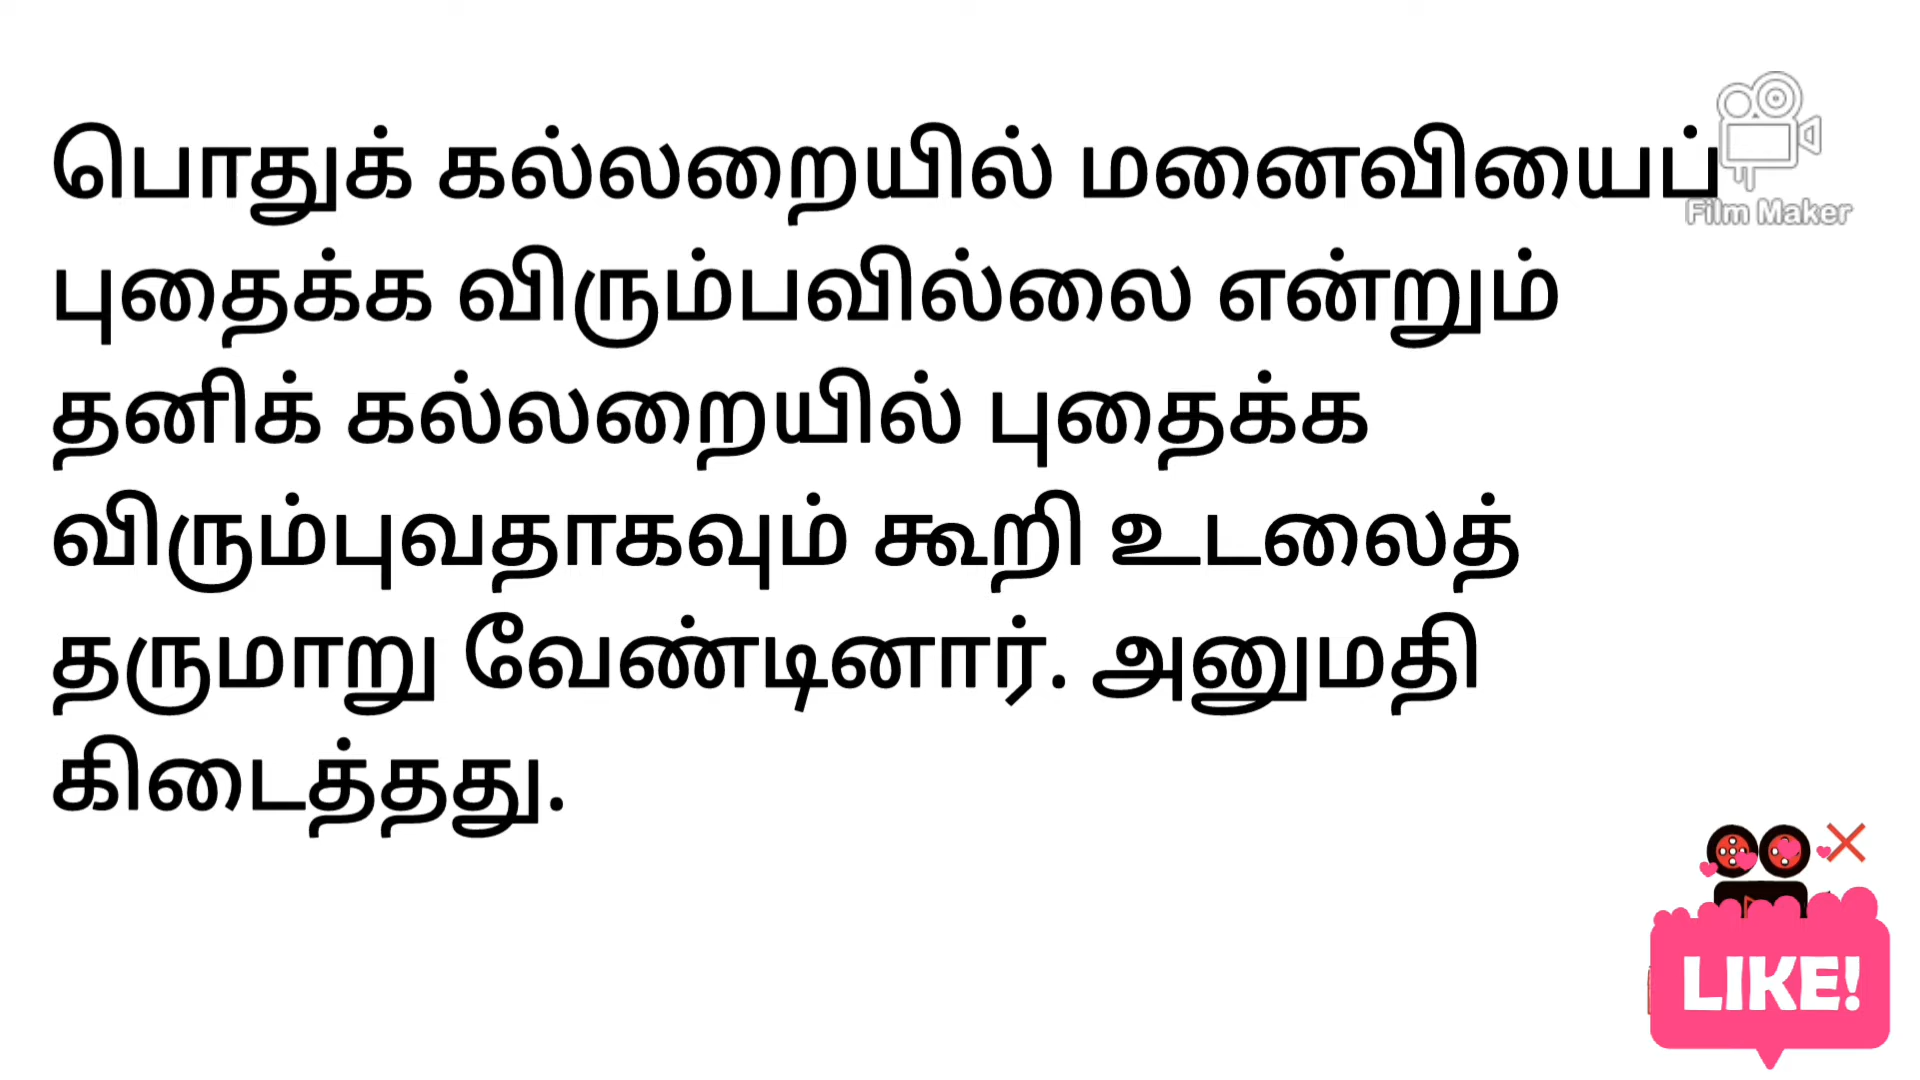 பொதுக் கல்லறையில் மனைவியைப்
Film Maker
புதைக்க விரும்பவில்லை என்றும்
தனிக் கல்லறையில் புதைக்க
விரும்புவதாகவும் கூறி உடலைத்
தருமாறு வேண்டினார். அனுமதி
கிடைத்தது.
LIKE!